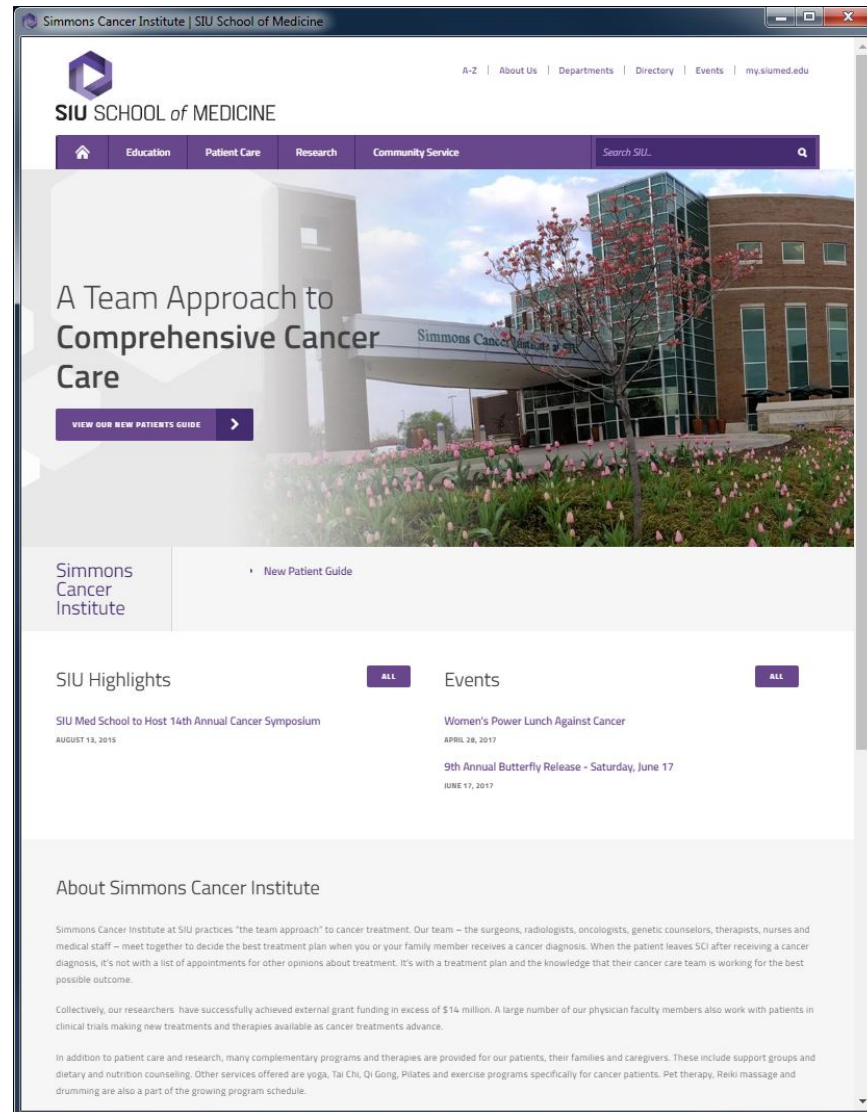 Simmons Cancer Institute | SIU School of Medicine
A-Z | About Us | Departments | Directory | Events | my.siumed.edu
SIU SCHOOL of MEDICINE
Education Patient Care Research Community Service Search SIU...
A Team Approach to
Comprehensive Cancer
Care
Simmons Cancer Institute at SIU
VIEW OUR NEW PATIENTS GUIDE
Simmons
Cancer
Institute
New Patient Guide
SIU Highlights ALL
SIU Med School to Host 14th Annual Cancer Symposium
AUGUST 13, 2015
Events ALL
Women's Power Lunch Against Cancer
APRIL 28, 2017
9th Annual Butterfly Release - Saturday, June 17
JUNE 17, 2017
About Simmons Cancer Institute
Simmons Cancer Institute at SIU practices "the team approach" to cancer treatment. Our team – the surgeons, radiologists, oncologists, genetic counselors, therapists, nurses and
medical staff – meet together to decide the best treatment plan when you or your family member receives a cancer diagnosis. When the patient leaves SCI after receiving a cancer
diagnosis, it's not with a list of appointments for other opinions about treatment. It's with a treatment plan and the knowledge that their cancer care team is working for the best
possible outcome.
Collectively, our researchers have successfully achieved external grant funding in excess of $14 million. A large number of our physician faculty members also work with patients in
clinical trials making new treatments and therapies available as cancer treatments advance.
In addition to patient care and research, many complementary programs and therapies are provided for our patients, their families and caregivers. These include support groups and
dietary and nutrition counseling. Other services offered are yoga, Tai Chi, Qi Gong, Pilates and exercise programs specifically for cancer patients. Pet therapy, Reiki massage and
drumming are also a part of the growing program schedule.